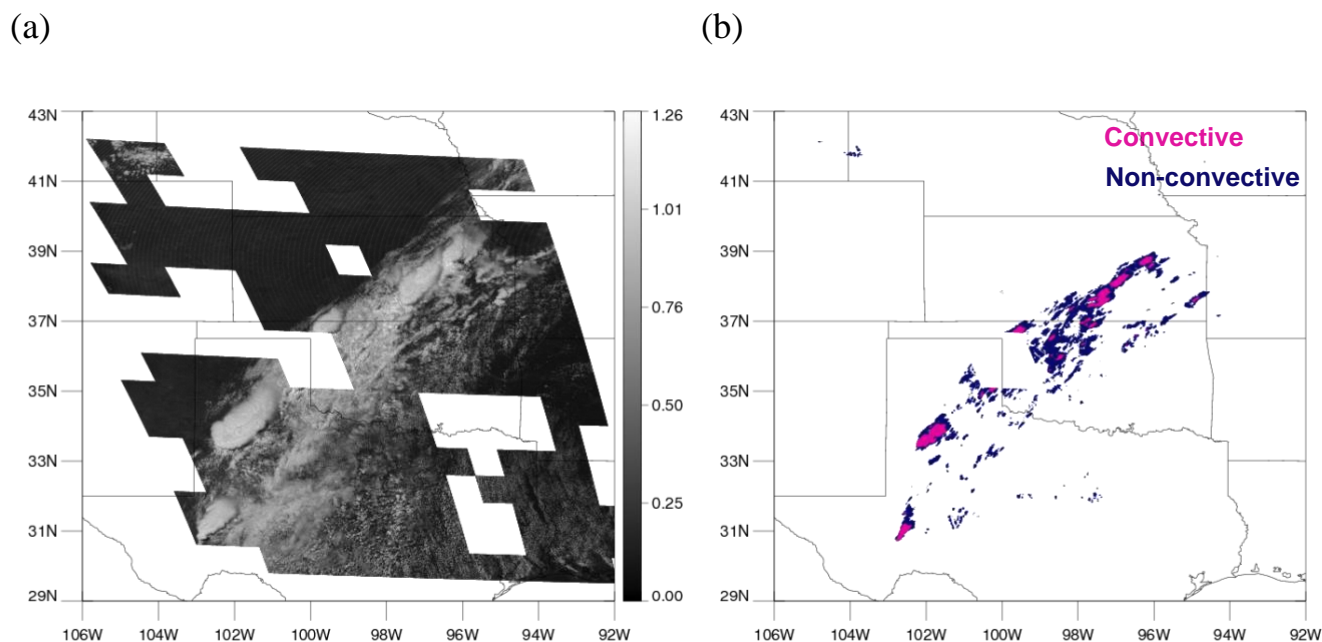 (a)
(b)
43N
41N
39N
37N
35N
33N
31N
29N
106W 104W 102W 100W 98W 96W 94W 92W
1.26
1.01
0.76
0.50
0.25
0.00
43N
41N
39N
37N
35N
33N
31N
29N
106W 104W 102W 100W 98W 96W 94W 92W
Convective
Non-convective